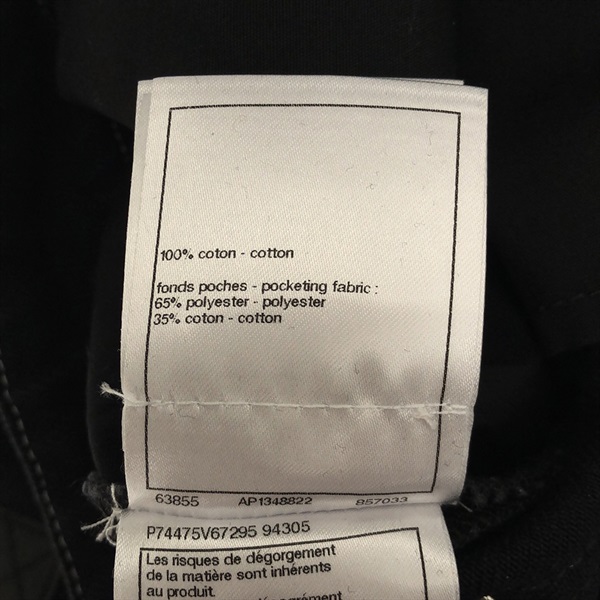 100% coton - cotton
fonds poches - pocketing fabric :
65% polyester - polyester
35% coton - cotton
63855 AP1348822 857033
P74475V67295 94305
Les risques de dégorgement
de la matière sont inhérents
au produit.